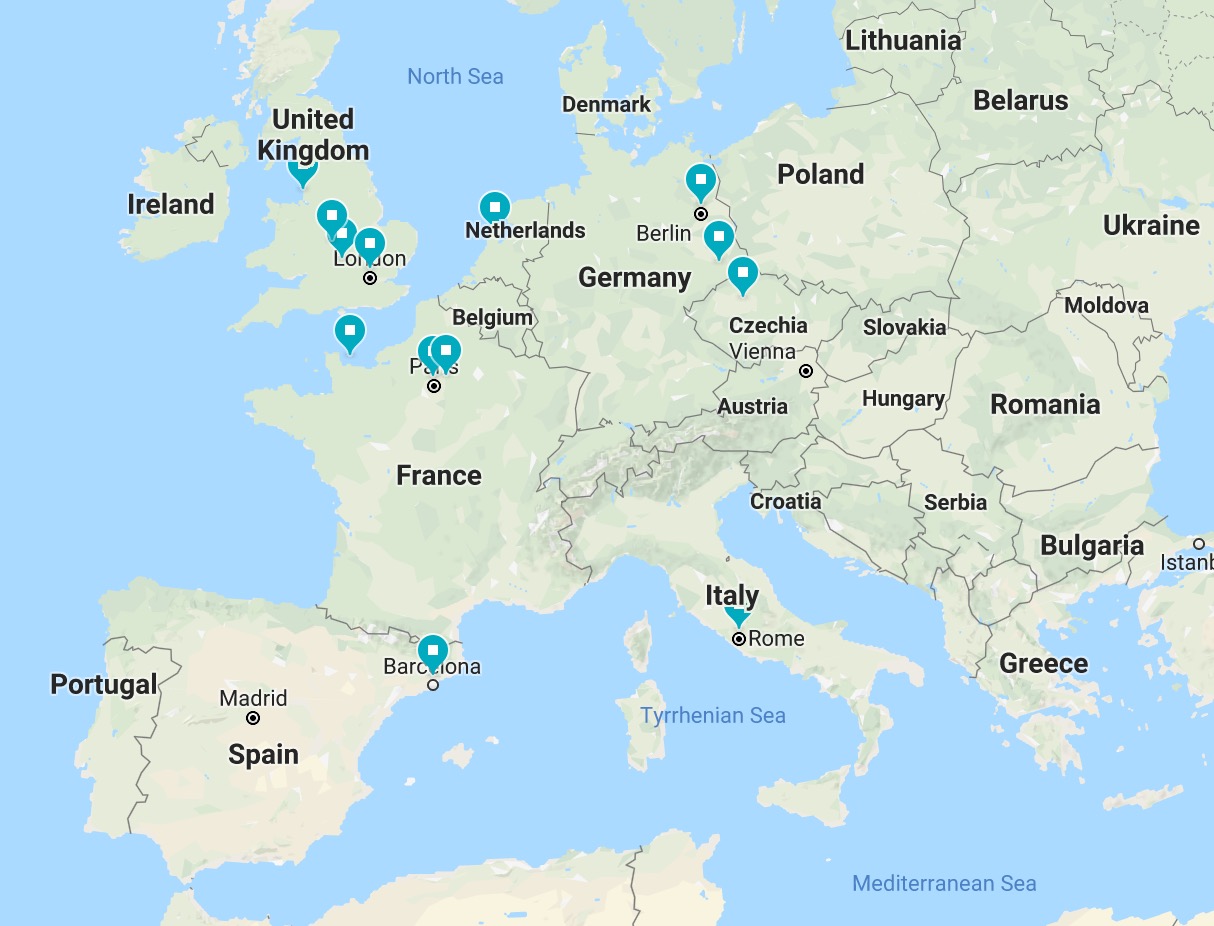 Lithuania
North Sea
Belarus
Denmark
United
Kingdom
Poland
Ireland
Ukraine
Netherlands
Berlin
London
Germany
Moldova
Belgium
Czechia
Slovakia
Vienna
Paris
Hungary
Austria
Romania
France
Croatia
Serbia
Bulgaria
Istanb
Italy
Rome
Greece
Barcelona
Portugal
Madrid
Tyrrhenian Sea
Spain
Mediterranean Sea